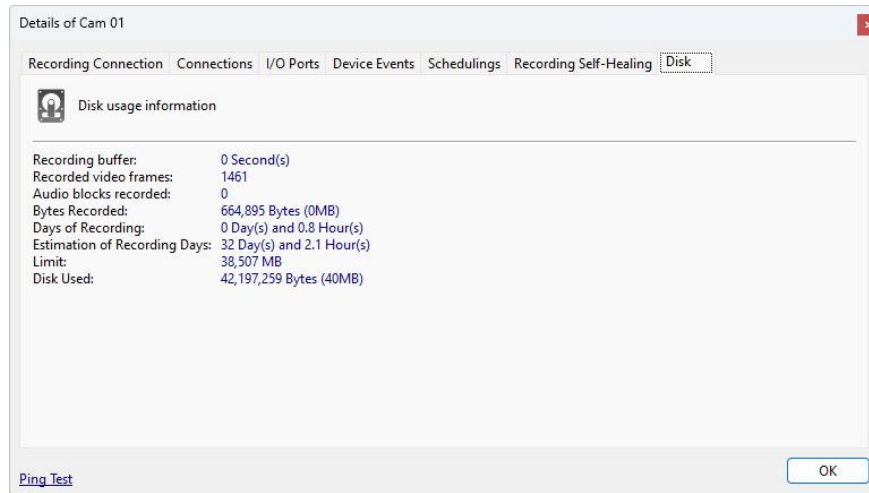 Details of Cam 01
Recording Connection Connections I/O Ports Device Events Schedulings Recording Self-Healing Disk
Disk usage information
Recording buffer: 0 Second(s)
Recorded video frames: 1461
Audio blocks recorded: 0
Bytes Recorded: 664,895 Bytes (0MB)
Days of Recording: 0 Day(s) and 0.8 Hour(s)
Estimation of Recording Days: 32 Day(s) and 2.1 Hour(s)
Limit: 38,507 MB
Disk Used: 42,197,259 Bytes (40MB)
Ping Test OK